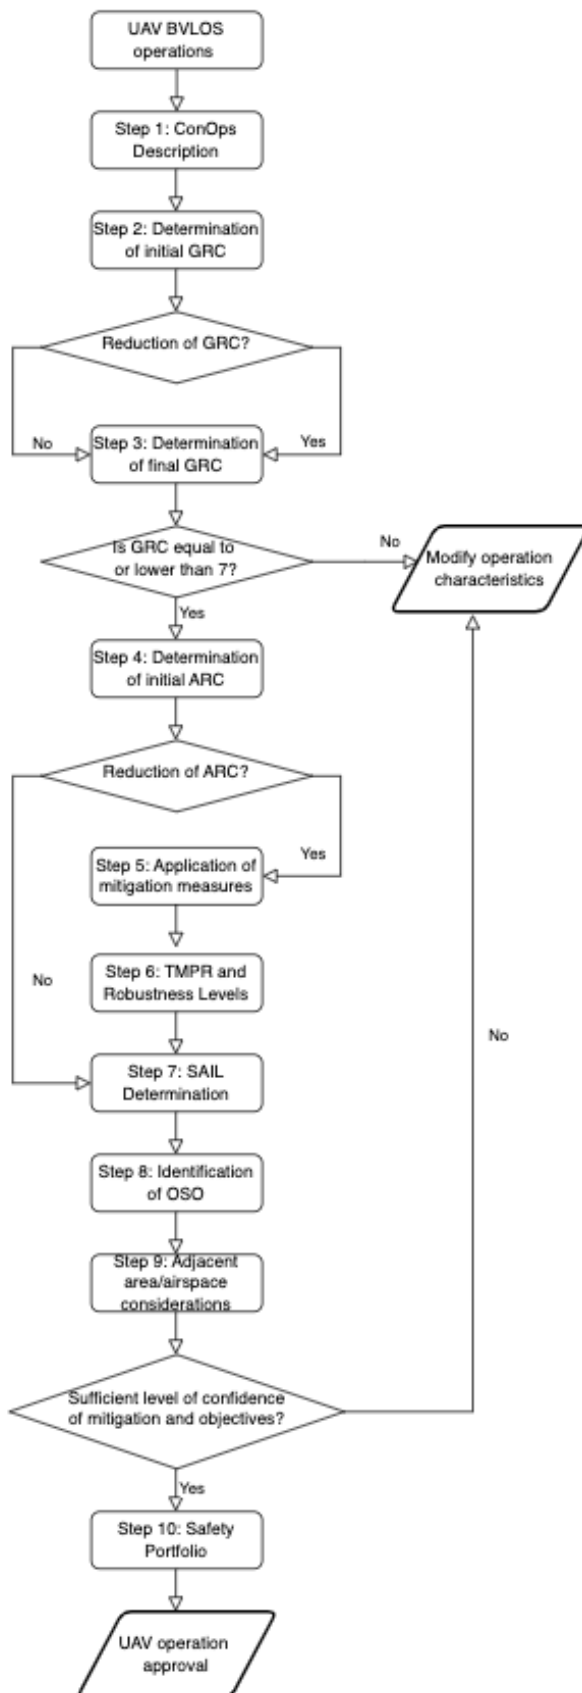 UAV BVLOS
operations
Step 1: ConOps
Description
Step 2: Determination
of initial GRC
Reduction of GRC?
No
Yes
Step 3: Determination
of final GRC
Is GRC equal to
or lower than 7?
No
Modify operation
characteristics
Yes
Step 4: Determination
of initial ARC
Reduction of ARC?
Yes
Step 5: Application of
mitigation measures
Step 6: TMPR and
Robustness Levels
No
No
Step 7: SAIL
Determination
Step 8: Identification
of OSO
Step 9: Adjacent
area/airspace
considerations
Sufficient level of confidence
of mitigation and objectives?
Yes
Step 10: Safety
Portfolio
UAV operation
approval